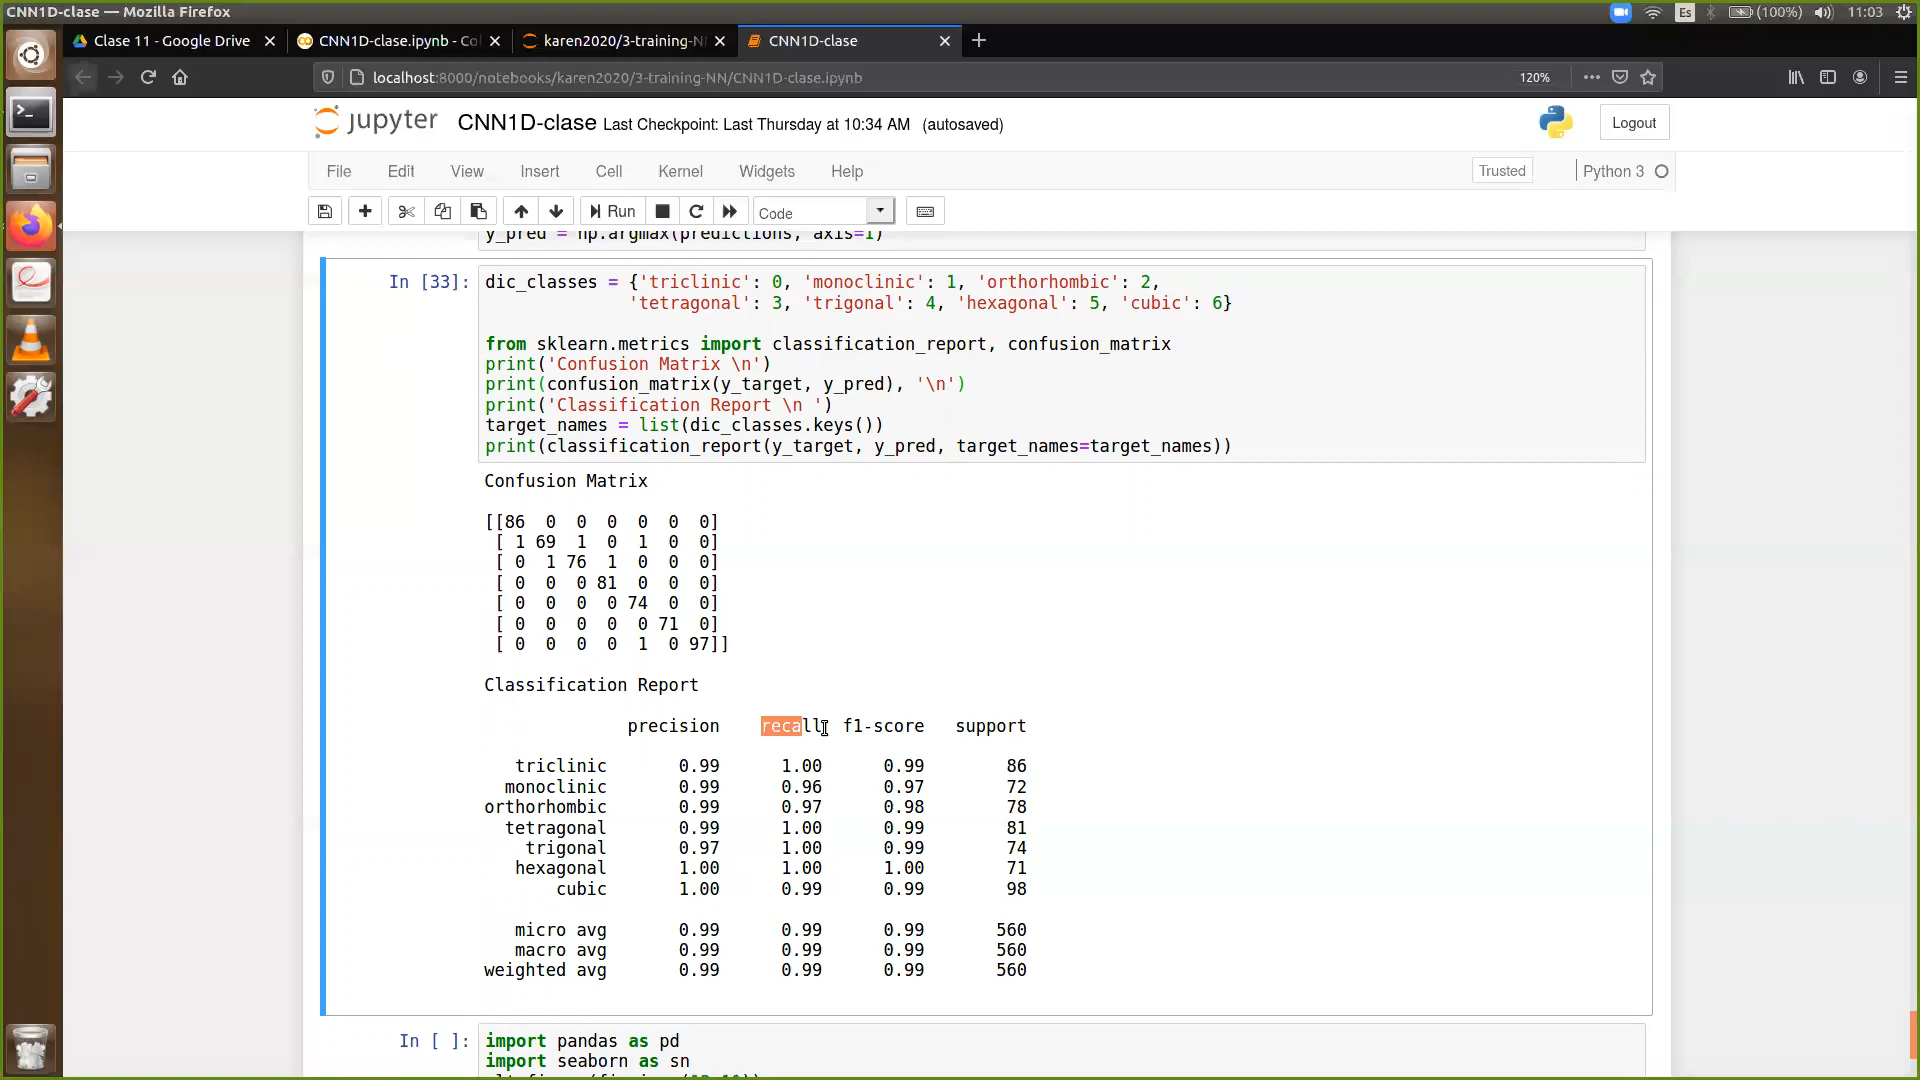 CNN1D-clase — Mozilla Firefox
Es (100%) 11:03
Clase 11 - Google Drive CNN1D-clase.ipynb - Co karen2020/3-training-N CNN1D-clase
localhost:8000/notebooks/karen2020/3-training-NN/CNN1D-clase.ipynb 120%
jupyter CNN1D-clase Last Checkpoint: Last Thursday at 10:34 AM (autosaved) Logout
File Edit View Insert Cell Kernel Widgets Help Trusted Python 3
Run Code
y_pred = np.argmax(predictions, axis=1)
In [33]: dic_classes = {'triclinic': 0, 'monoclinic': 1, 'orthorhombic': 2,
'tetragonal': 3, 'trigonal': 4, 'hexagonal': 5, 'cubic': 6}
from sklearn.metrics import classification_report, confusion_matrix
print('Confusion Matrix \n')
print(confusion_matrix(y_target, y_pred), '\n')
print('Classification Report \n ')
target_names = list(dic_classes.keys())
print(classification_report(y_target, y_pred, target_names=target_names))
Confusion Matrix
[[86 0 0 0 0 0 0]
[ 1 69 1 0 1 0 0]
[ 0 1 76 1 0 0 0]
[ 0 0 0 81 0 0 0]
[ 0 0 0 0 74 0 0]
[ 0 0 0 0 0 71 0]
[ 0 0 0 0 1 0 97]]
Classification Report
precision recall f1-score support
triclinic 0.99 1.00 0.99 86
monoclinic 0.99 0.96 0.97 72
orthorhombic 0.99 0.97 0.98 78
tetragonal 0.99 1.00 0.99 81
trigonal 0.97 1.00 0.99 74
hexagonal 1.00 1.00 1.00 71
cubic 1.00 0.99 0.99 98
micro avg 0.99 0.99 0.99 560
macro avg 0.99 0.99 0.99 560
weighted avg 0.99 0.99 0.99 560
In [ ]: import pandas as pd
import seaborn as sn